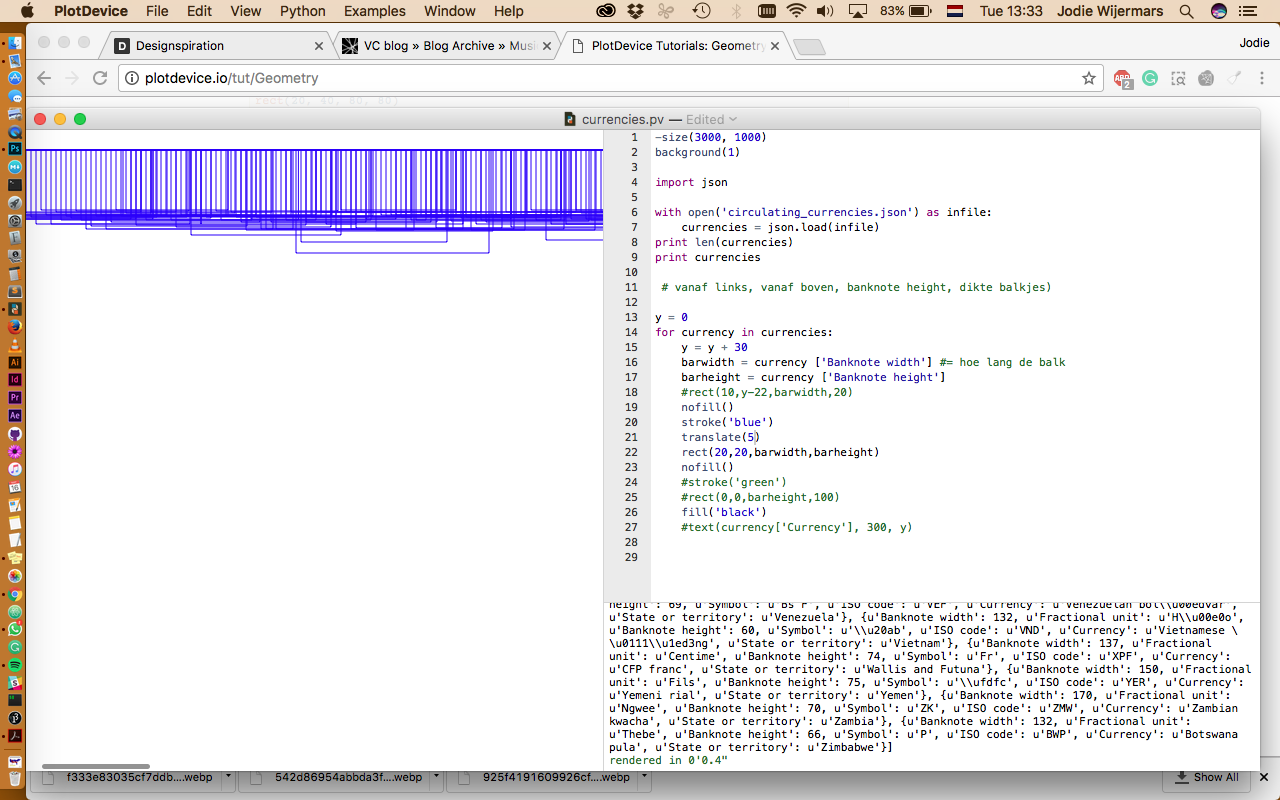 PlotDevice File Edit View Python Examples Window Help 83% Tue 13:33 Jodie Wijermars
Designspiration
VC blog » Blog Archive » Musi
PlotDevice Tutorials: Geometry
Jodie
plotdevice.io/tut/Geometry
ABP
2
rect(20, 40, 80, 80)
currencies.pv — Edited
1 -size(3000, 1000)
2 background(1)
3
4 import json
5
6 with open('circulating_currencies.json') as infile:
7 currencies = json.load(infile)
8 print len(currencies)
9 print currencies
10
11 # vanaf links, vanaf boven, banknote height, dikte balkjes)
12
13 y = 0
14 for currency in currencies:
15 y = y + 30
16 barwidth = currency ['Banknote width'] #= hoe lang de balk
17 barheight = currency ['Banknote height']
18 #rect(10,y-22,barwidth,20)
19 nofill()
20 stroke('blue')
21 translate(5)
22 rect(20,20,barwidth,barheight)
23 nofill()
24 #stroke('green')
25 #rect(0,0,barheight,100)
26 fill('black')
27 #text(currency['Currency'], 300, y)
28
29
height': 69, u'Symbol': u'Bs F', u'ISO code': u'VEF', u'Currency': u'Venezuelan bol\\u00edvar',
u'State or territory': u'Venezuela'}, {u'Banknote width': 132, u'Fractional unit': u'H\\u00e0o',
u'Banknote height': 60, u'Symbol': u'\\u20ab', u'ISO code': u'VND', u'Currency': u'Vietnamese \
\u0111\\u1ed3ng', u'State or territory': u'Vietnam'}, {u'Banknote width': 137, u'Fractional
unit': u'Centime', u'Banknote height': 74, u'Symbol': u'Fr', u'ISO code': u'XPF', u'Currency':
u'CFP franc', u'State or territory': u'Wallis and Futuna'}, {u'Banknote width': 150, u'Fractional
unit': u'Fils', u'Banknote height': 75, u'Symbol': u'\\ufdfc', u'ISO code': u'YER', u'Currency':
u'Yemeni rial', u'State or territory': u'Yemen'}, {u'Banknote width': 170, u'Fractional unit':
u'Ngwee', u'Banknote height': 70, u'Symbol': u'ZK', u'ISO code': u'ZMW', u'Currency': u'Zambian
kwacha', u'State or territory': u'Zambia'}, {u'Banknote width': 132, u'Fractional unit':
u'Thebe', u'Banknote height': 66, u'Symbol': u'P', u'ISO code': u'BWP', u'Currency': u'Botswana
pula', u'State or territory': u'Zimbabwe'}]
rendered in 0'0.4"
f333e83035cf7ddb....webp
542d86954abbda3f....webp
925f4191609926cf....webp
Show All
Ps
Ai
Id
Pr
Ae